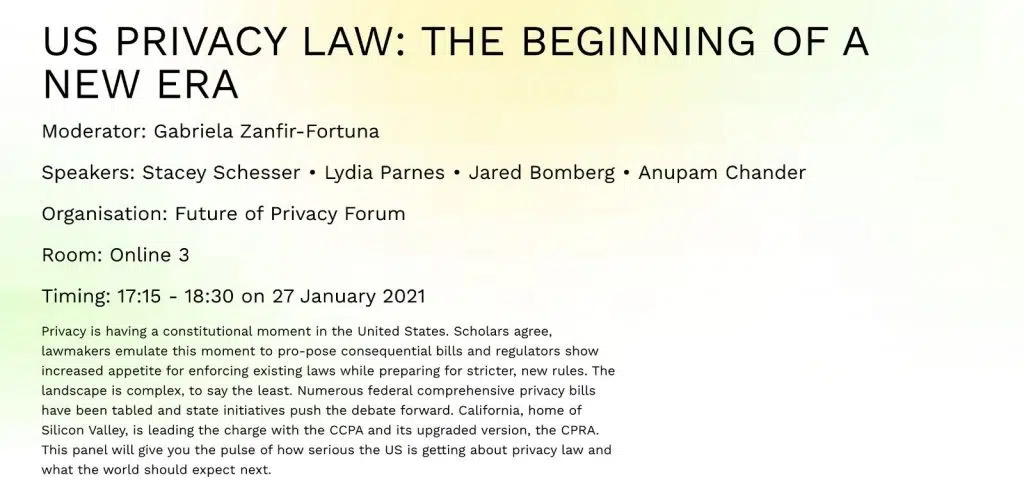 US PRIVACY LAW: THE BEGINNING OF A
NEW ERA
Moderator: Gabriela Zanfir-Fortuna
Speakers: Stacey Schesser • Lydia Parnes • Jared Bomberg • Anupam Chander
Organisation: Future of Privacy Forum
Room: Online 3
Timing: 17:15 - 18:30 on 27 January 2021
Privacy is having a constitutional moment in the United States. Scholars agree,
lawmakers emulate this moment to pro-pose consequential bills and regulators show
increased appetite for enforcing existing laws while preparing for stricter, new rules. The
landscape is complex, to say the least. Numerous federal comprehensive privacy bills
have been tabled and state initiatives push the debate forward. California, home of
Silicon Valley, is leading the charge with the CCPA and its upgraded version, the CPRA.
This panel will give you the pulse of how serious the US is getting about privacy law and
what the world should expect next.